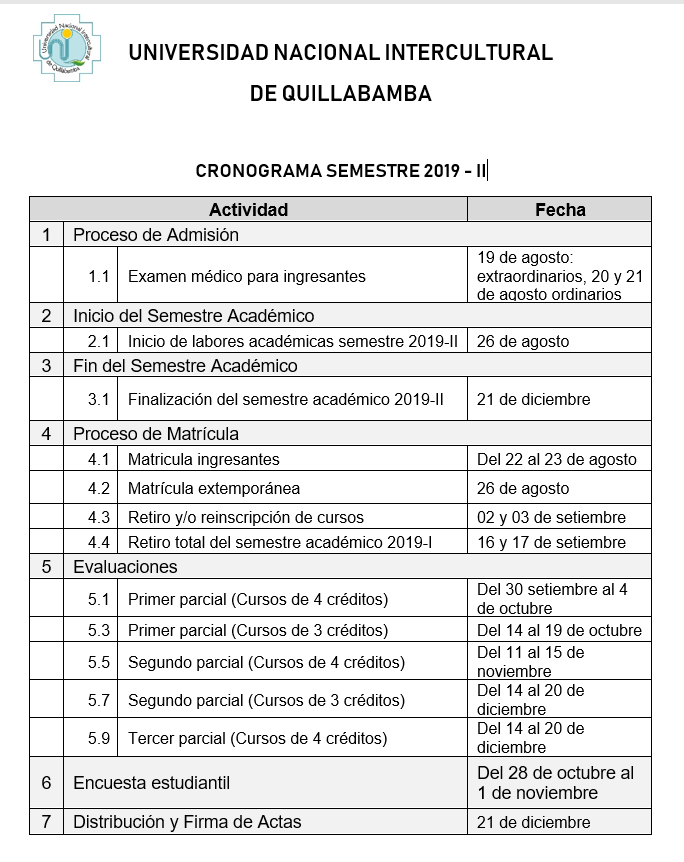 Universidad Nacional Intercultural
de Quillabamba
UNIVERSIDAD NACIONAL INTERCULTURAL
DE QUILLABAMBA
CRONOGRAMA SEMESTRE 2019 - II
Actividad Fecha
1 Proceso de Admisión
1.1 Examen médico para ingresantes 19 de agosto:
extraordinarios, 20 y 21
de agosto ordinarios
2 Inicio del Semestre Académico
2.1 Inicio de labores académicas semestre 2019-II 26 de agosto
3 Fin del Semestre Académico
3.1 Finalización del semestre académico 2019-II 21 de diciembre
4 Proceso de Matrícula
4.1 Matricula ingresantes Del 22 al 23 de agosto
4.2 Matrícula extemporánea 26 de agosto
4.3 Retiro y/o reinscripción de cursos 02 y 03 de setiembre
4.4 Retiro total del semestre académico 2019-I 16 y 17 de setiembre
5 Evaluaciones
5.1 Primer parcial (Cursos de 4 créditos) Del 30 setiembre al 4
de octubre
5.3 Primer parcial (Cursos de 3 créditos) Del 14 al 19 de octubre
5.5 Segundo parcial (Cursos de 4 créditos) Del 11 al 15 de
noviembre
5.7 Segundo parcial (Cursos de 3 créditos) Del 14 al 20 de
diciembre
5.9 Tercer parcial (Cursos de 4 créditos) Del 14 al 20 de
diciembre
6 Encuesta estudiantil Del 28 de octubre al
1 de noviembre
7 Distribución y Firma de Actas 21 de diciembre